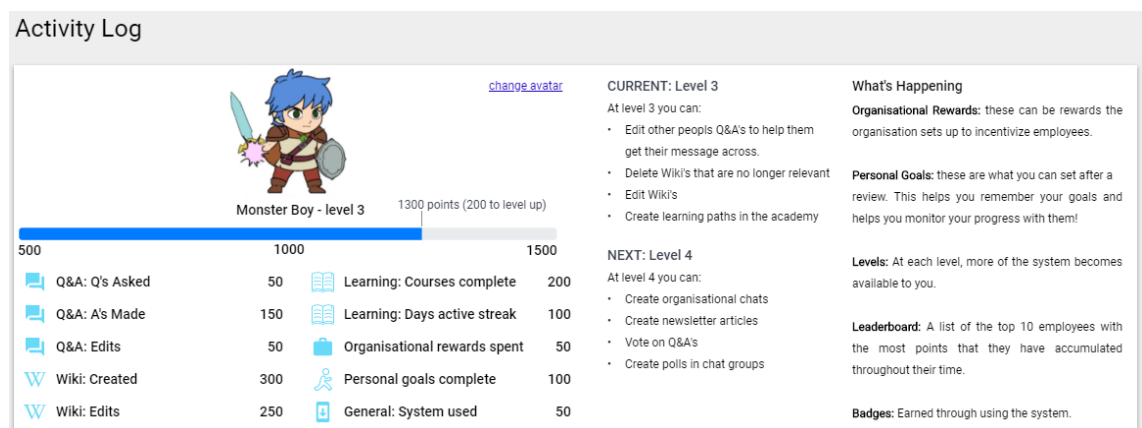 Activity Log
change avatar
Monster Boy - level 3
1300 points (200 to level up)
500
1000
1500
Q&A: Q's Asked 50
Q&A: A's Made 150
Q&A: Edits 50
Wiki: Created 300
Wiki: Edits 250
Learning: Courses complete 200
Learning: Days active streak 100
Organisational rewards spent 50
Personal goals complete 100
General: System used 50
CURRENT: Level 3
At level 3 you can:
• Edit other peopls Q&A's to help them
get their message across.
• Delete Wiki's that are no longer relevant
• Edit Wiki's
• Create learning paths in the academy
NEXT: Level 4
At level 4 you can:
• Create organisational chats
• Create newsletter articles
• Vote on Q&A's
• Create polls in chat groups
What's Happening
Organisational Rewards: these can be rewards the
organisation sets up to incentivize employees.
Personal Goals: these are what you can set after a
review. This helps you remember your goals and
helps you monitor your progress with them!
Levels: At each level, more of the system becomes
available to you.
Leaderboard: A list of the top 10 employees with
the most points that they have accumulated
throughout their time.
Badges: Earned through using the system.